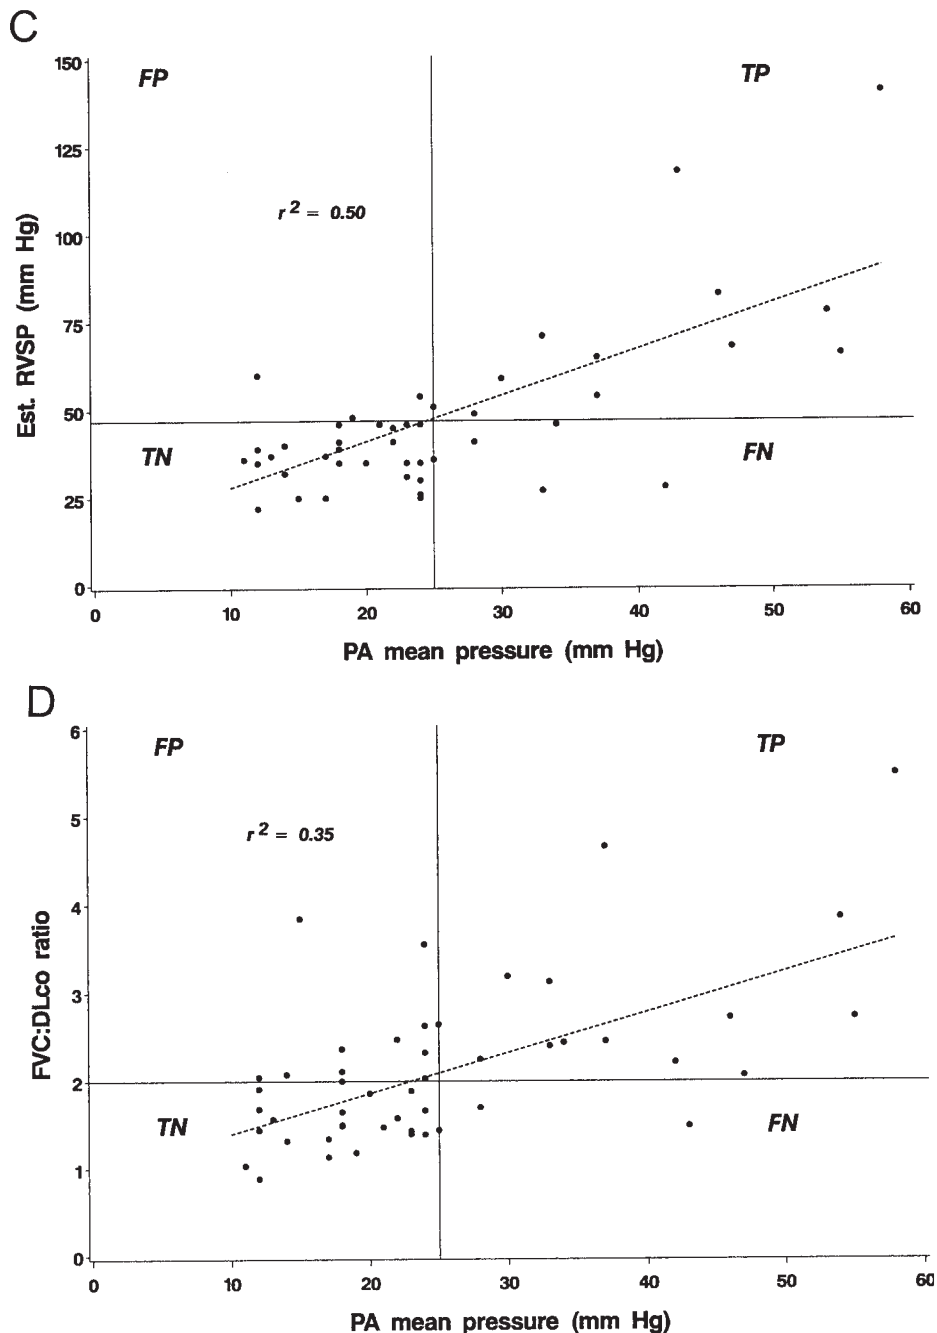 C
150
FP
TP
125
r² = 0.50
100
Est. RVSP (mm Hg)
75
50
TN
FN
25
0
0 10 20 30 40 50 60
PA mean pressure (mm Hg)
D
6
FP
TP
5
r² = 0.35
4
FVC:DLco ratio
3
2
TN
FN
1
0
0 10 20 30 40 50 60
PA mean pressure (mm Hg)